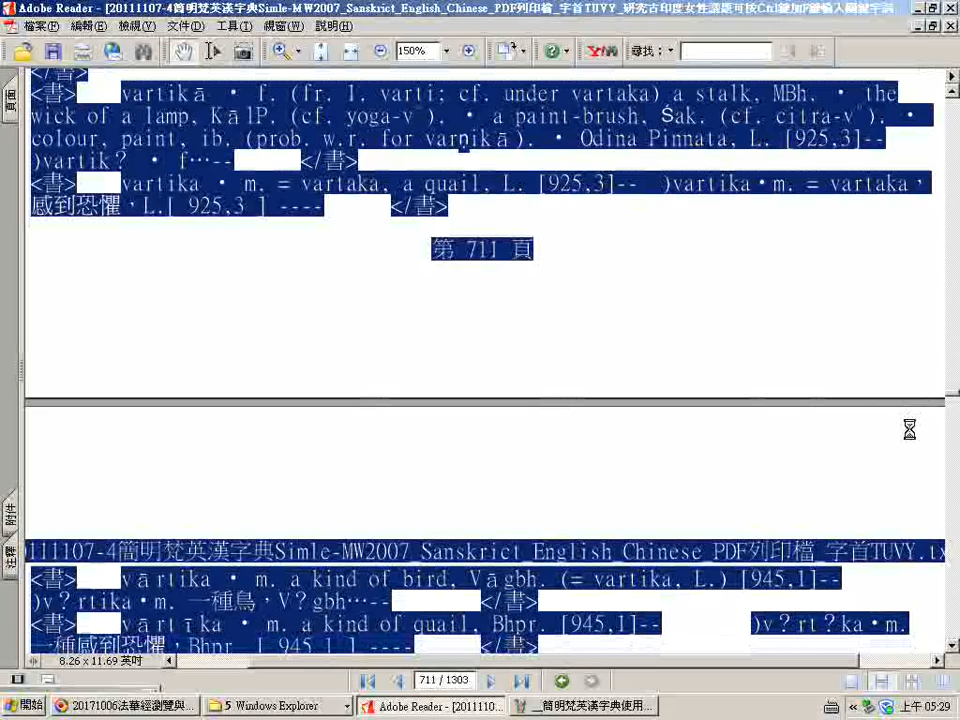 Adobe Reader - [20111107-4簡明梵英漢字典Simle-MW2007_Sanskrict_English_Chinese_PDF列印檔_字首TUVY_研究古印度女性議題可按Ctrl鍵加F鍵輸入關鍵字
檔案(F) 編輯(E) 檢視(V) 文件(D) 工具(T) 視窗(W) 說明(H)
150% 尋找:
頁面
</書>
<書> vartikā • f. (fr. 1. varti; cf. under vartaka) a stalk, MBh. • the
wick of a lamp, KālP. (cf. yoga-v°). • a paint-brush, Śak. (cf. citra-v°). •
colour, paint, ib. (prob. w.r. for varṇikā). • Odina Pinnata, L. [925,3]--
)vartik? • f…-- </書>
<書> vartika • m. = vartaka, a quail, L. [925,3]-- )vartika•m. = vartaka，
感到恐懼，L.[ 925,3 ] ---- </書>
第 711 頁
111107-4簡明梵英漢字典Simle-MW2007_Sanskrict_English_Chinese_PDF列印檔_字首TUVY.tx
<書> vārtika • m. a kind of bird, Vāgbh. (= vartika, L.) [945,1]--
)v？rtika•m. 一種鳥，V？gbh…-- </書>
<書> vārtīka • m. a kind of quail, Bhpr. [945,1]-- )v？rt？ka•m.
一種感到恐懼，Bhpr.[ 945,1 ] ---- </書>
附件
注釋
8.26 x 11.69 英吋
711 / 1303
開始 20171006法華經瀏覽與... 5 Windows Explorer Adobe Reader - [2011110... __簡明梵英漢字典使用... 上午 05:29